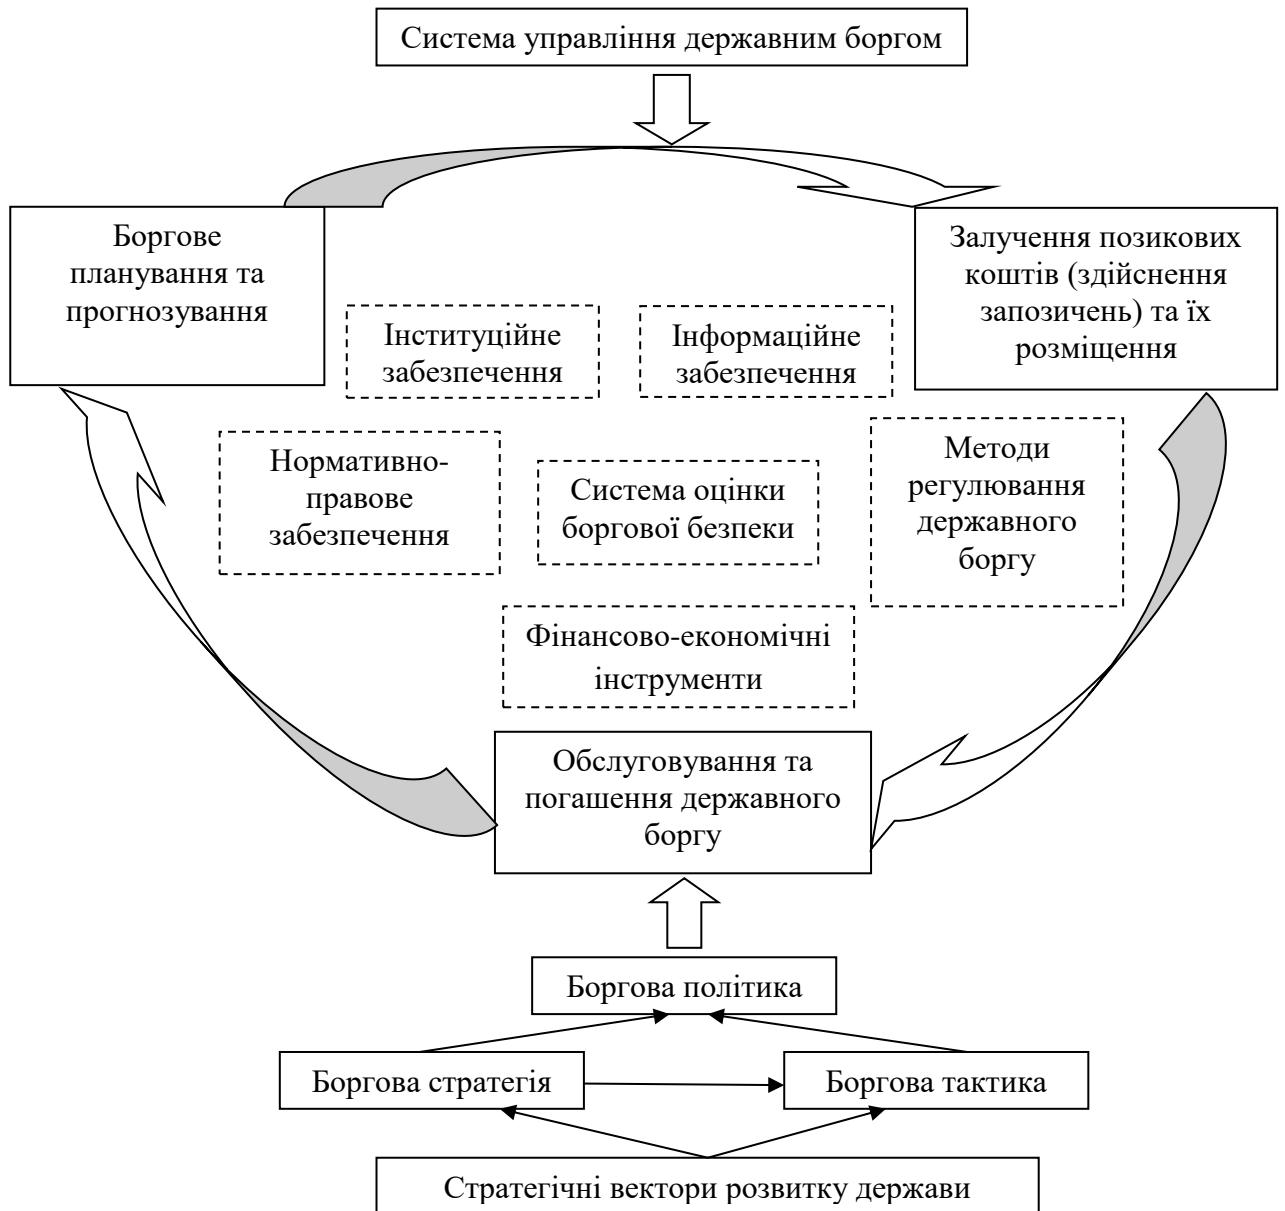 Система управління державним боргом
Боргове
планування та
прогнозування
Залучення позикових
коштів (здійснення
запозичень) та їх
розміщення
Інституційне
забезпечення
Інформаційне
забезпечення
Нормативно-
правове
забезпечення
Система оцінки
боргової безпеки
Методи
регулювання
державного
боргу
Фінансово-економічні
інструменти
Обслуговування та
погашення державного
боргу
Боргова політика
Боргова стратегія
Боргова тактика
Стратегічні вектори розвитку держави